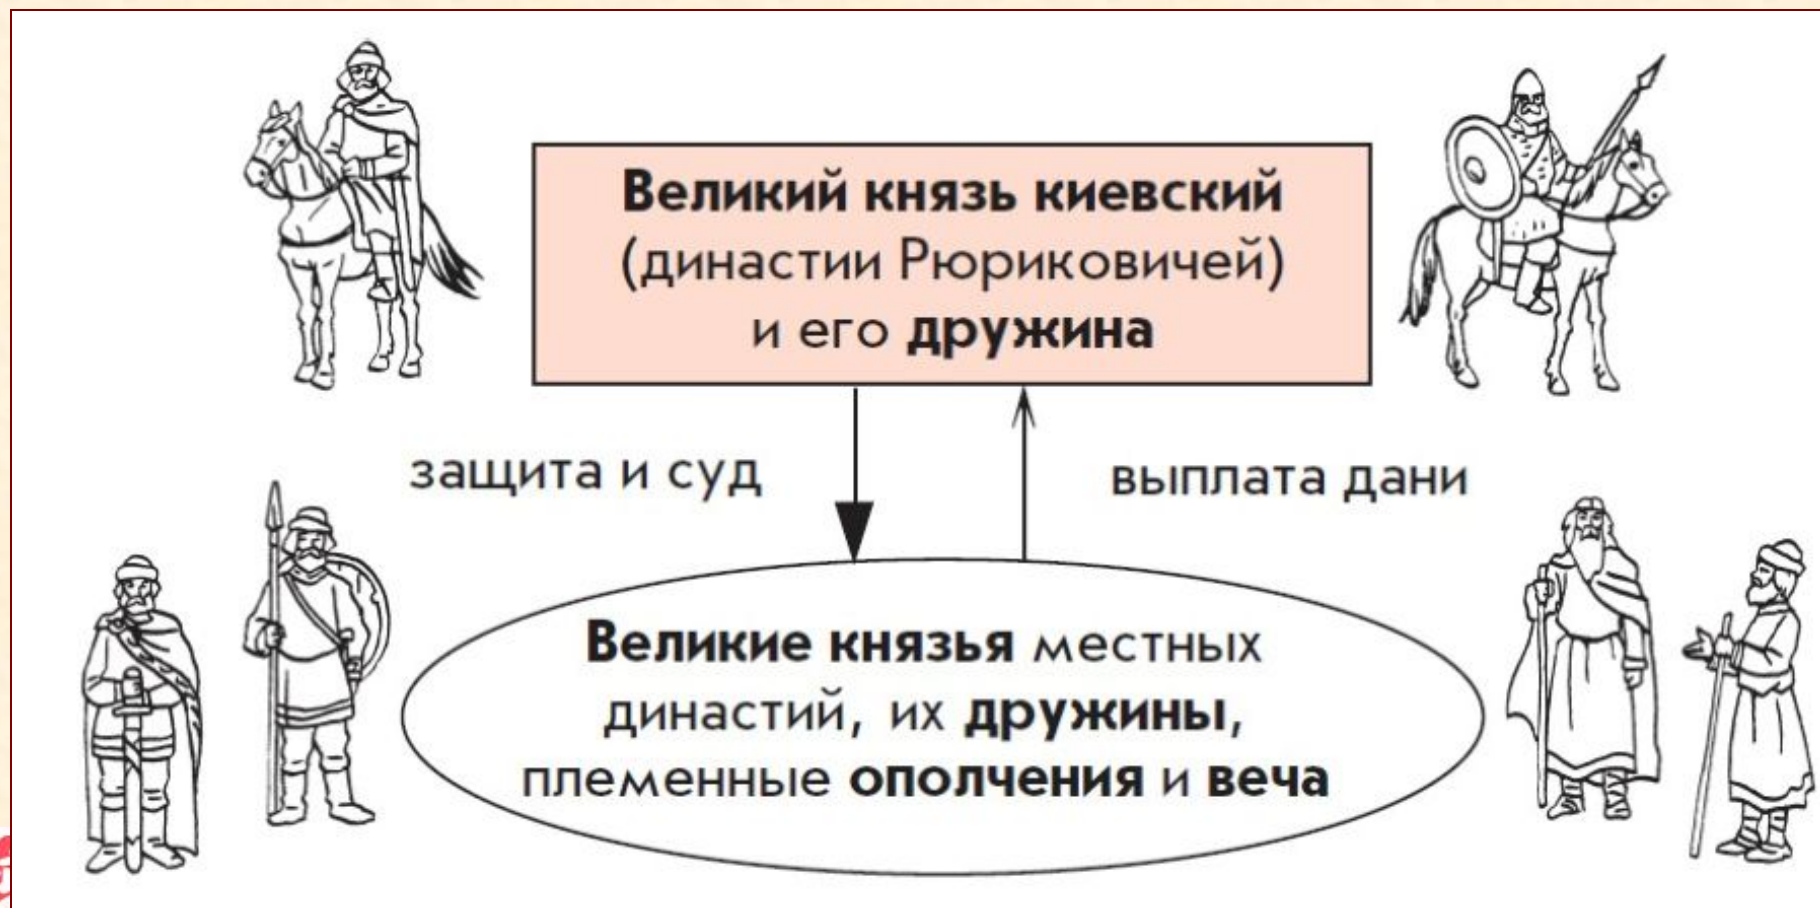 Великий князь киевский
(династии Рюриковичей)
и его дружина
защита и суд
выплата дани
Великие князья местных
династий, их дружины,
племенные ополчения и веча